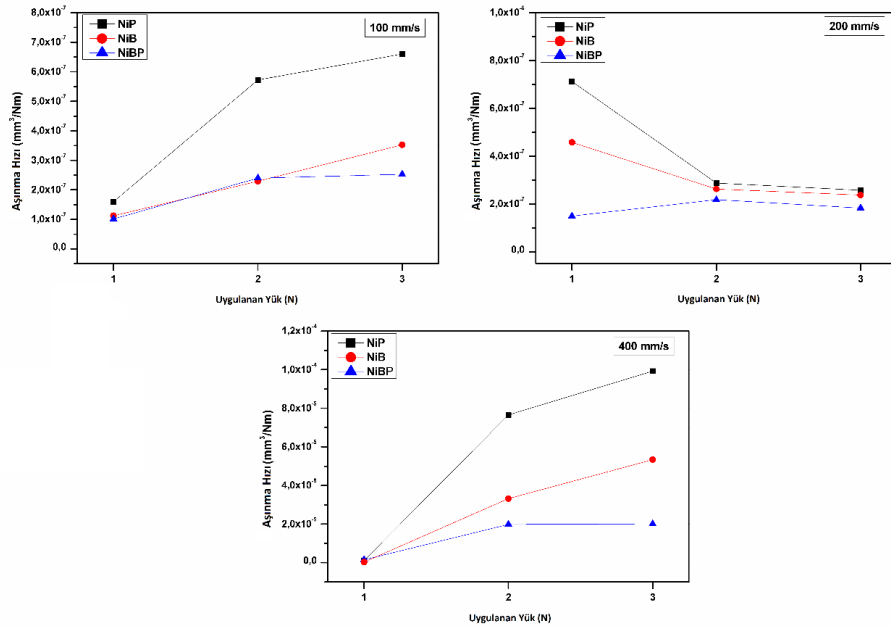 8,0x10⁻⁷
7,0x10⁻⁷
6,0x10⁻⁷
5,0x10⁻⁷
4,0x10⁻⁷
3,0x10⁻⁷
2,0x10⁻⁷
1,0x10⁻⁷
0,0
Aşınma Hızı (mm³/Nm)
NiP
NiB
NiBP
100 mm/s
1
2
3
Uygulanan Yük (N)
1,0x10⁻⁶
8,0x10⁻⁷
6,0x10⁻⁷
4,0x10⁻⁷
2,0x10⁻⁷
0,0
Aşınma Hızı (mm³/Nm)
NiP
NiB
NiBP
200 mm/s
1
2
3
Uygulanan Yük (N)
1,2x10⁻⁴
1,0x10⁻⁴
8,0x10⁻⁵
6,0x10⁻⁵
4,0x10⁻⁵
2,0x10⁻⁵
0,0
Aşınma Hızı (mm³/Nm)
NiP
NiB
NiBP
400 mm/s
1
2
3
Uygulanan Yük (N)